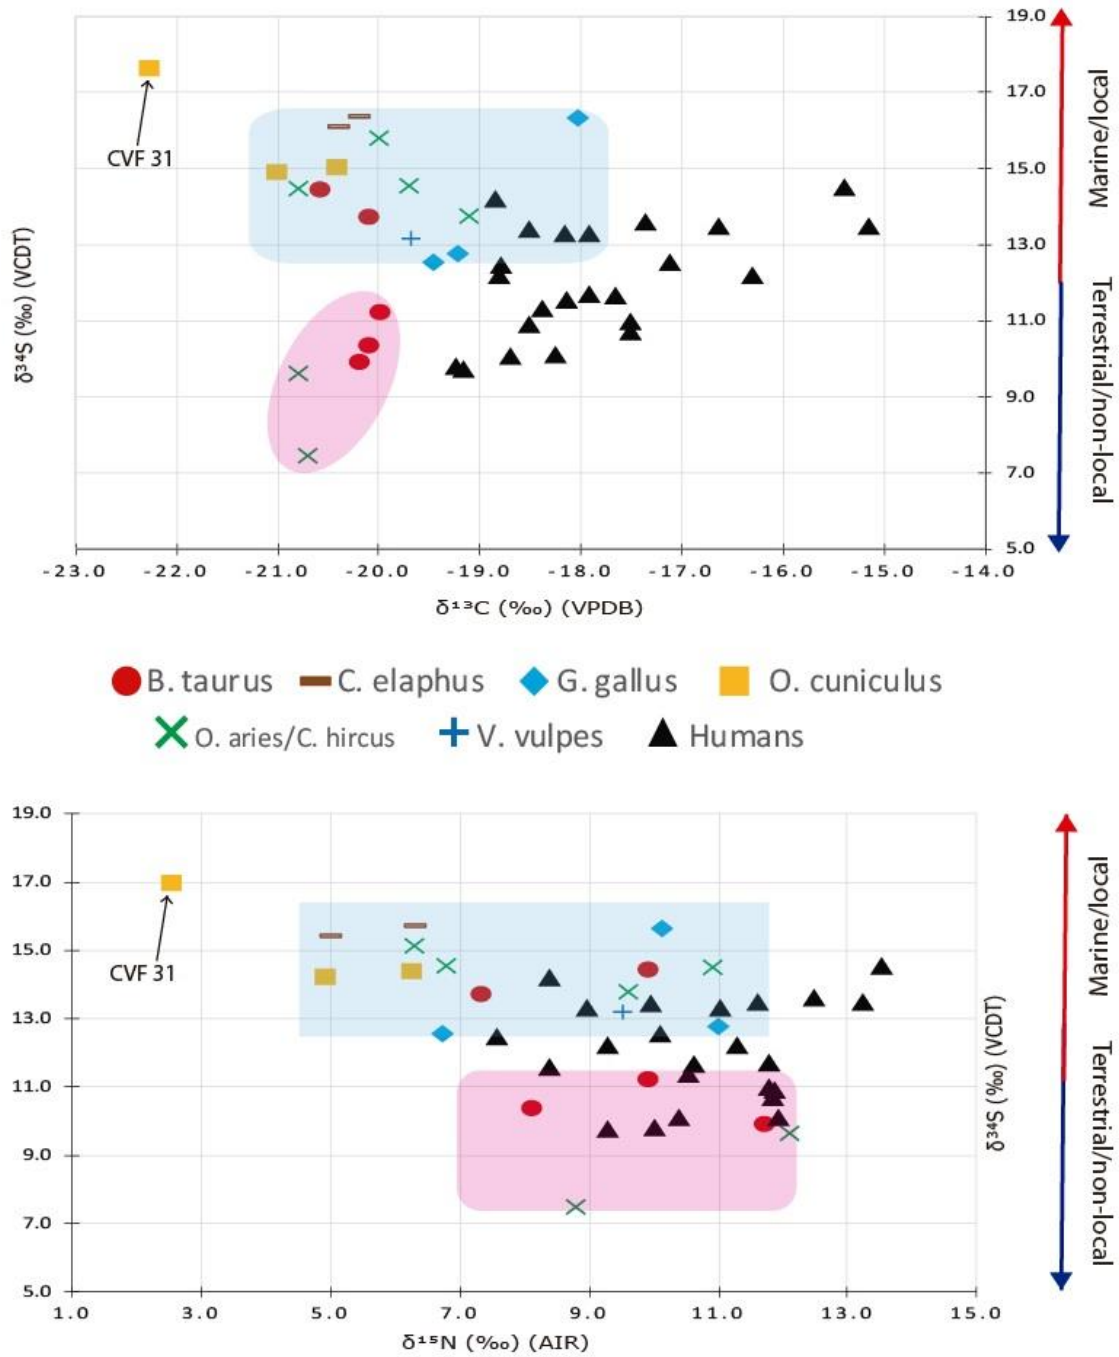 19.0
17.0
15.0
13.0
11.0
9.0
7.0
5.0
CVF 31
δ³⁴S (‰) (VCDT)
Marine/local
Terrestrial/non-local
-23.0 -22.0 -21.0 -20.0 -19.0 -18.0 -17.0 -16.0 -15.0 -14.0
δ¹³C (‰) (VPDB)
B. taurus C. elaphus G. gallus O. cuniculus
O. aries/C. hircus V. vulpes Humans
19.0
17.0
15.0
13.0
11.0
9.0
7.0
5.0
CVF 31
δ³⁴S (‰) (VCDT)
Marine/local
Terrestrial/non-local
1.0 3.0 5.0 7.0 9.0 11.0 13.0 15.0
δ¹⁵N (‰) (AIR)